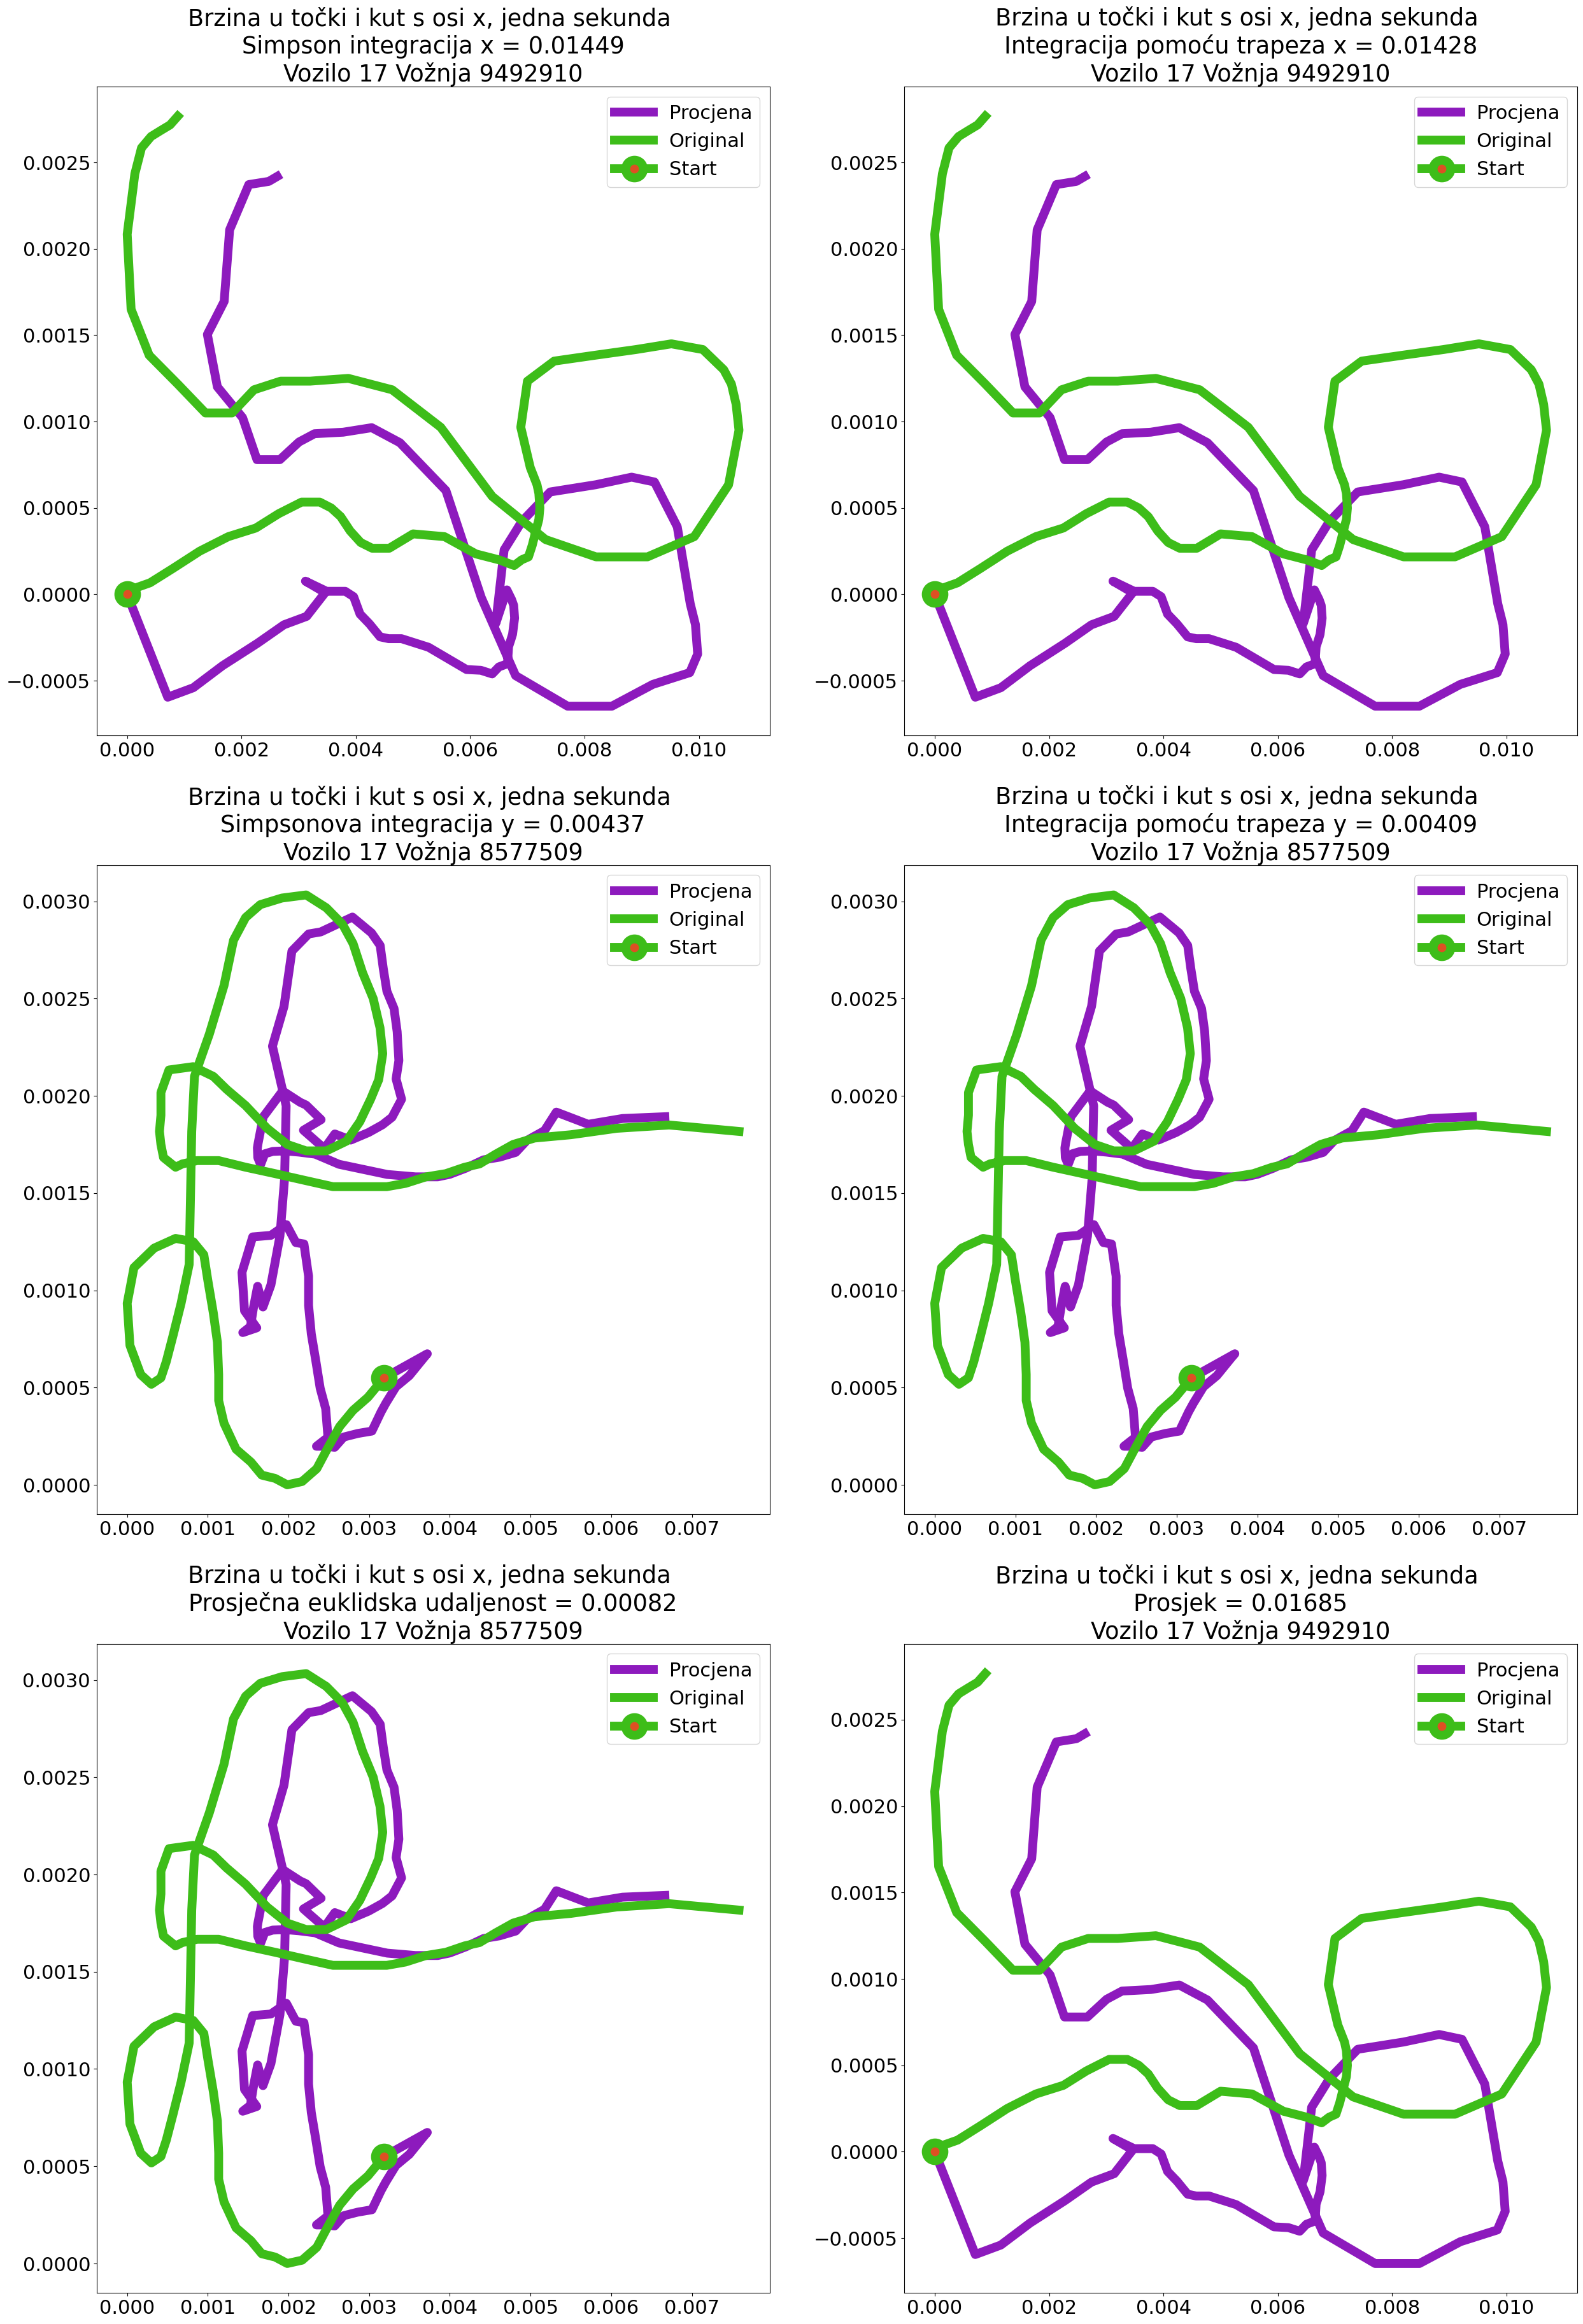 Brzina u točki i kut s osi x, jedna sekunda
Simpson integracija x = 0.01449
Vozilo 17 Vožnja 9492910
Procjena
Original
Start
0.0025
0.0020
0.0015
0.0010
0.0005
0.0000
−0.0005
0.000 0.002 0.004 0.006 0.008 0.010
Brzina u točki i kut s osi x, jedna sekunda
Integracija pomoću trapeza x = 0.01428
Vozilo 17 Vožnja 9492910
Procjena
Original
Start
0.0025
0.0020
0.0015
0.0010
0.0005
0.0000
−0.0005
0.000 0.002 0.004 0.006 0.008 0.010
Brzina u točki i kut s osi x, jedna sekunda
Simpsonova integracija y = 0.00437
Vozilo 17 Vožnja 8577509
Procjena
Original
Start
0.0030
0.0025
0.0020
0.0015
0.0010
0.0005
0.0000
0.000 0.001 0.002 0.003 0.004 0.005 0.006 0.007
Brzina u točki i kut s osi x, jedna sekunda
Integracija pomoću trapeza y = 0.00409
Vozilo 17 Vožnja 8577509
Procjena
Original
Start
0.0030
0.0025
0.0020
0.0015
0.0010
0.0005
0.0000
0.000 0.001 0.002 0.003 0.004 0.005 0.006 0.007
Brzina u točki i kut s osi x, jedna sekunda
Prosječna euklidska udaljenost = 0.00082
Vozilo 17 Vožnja 8577509
Procjena
Original
Start
0.0030
0.0025
0.0020
0.0015
0.0010
0.0005
0.0000
0.000 0.001 0.002 0.003 0.004 0.005 0.006 0.007
Brzina u točki i kut s osi x, jedna sekunda
Prosjek = 0.01685
Vozilo 17 Vožnja 9492910
Procjena
Original
Start
0.0025
0.0020
0.0015
0.0010
0.0005
0.0000
−0.0005
0.000 0.002 0.004 0.006 0.008 0.010